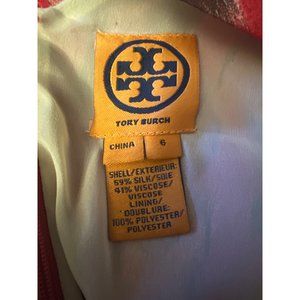 TORY BURCH
CHINA 6
SHELL/EXTERIEUR:
59% SILK/SOIE
41% VISCOSE/
VISCOSE
LINING/
DOUBLURE:
100% POLYESTER/
POLYESTER